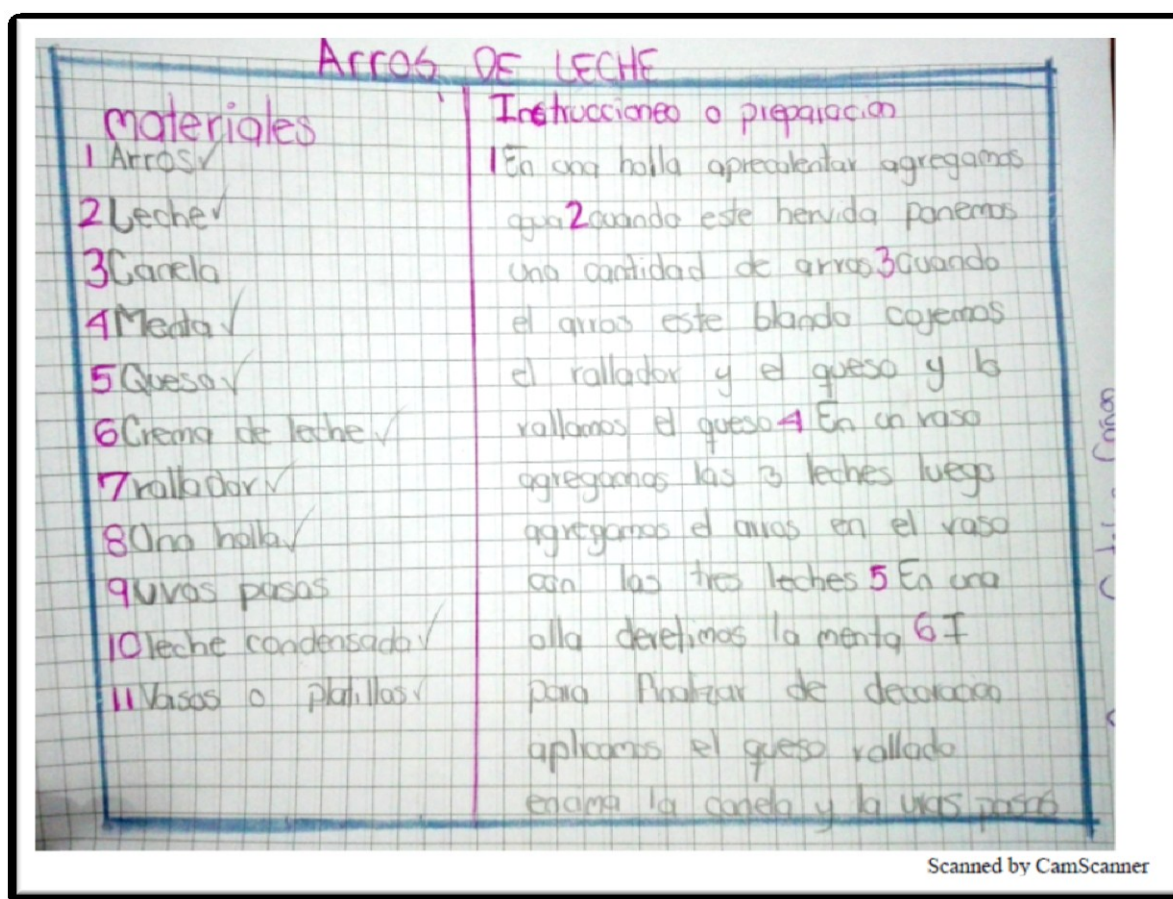 Arros DE LECHE
materiales
1 Arros✓
2 Leche✓
3 Canela
4 Menta✓
5 Queso✓
6 Crema de leche✓
7 rallador✓
8 Una holla✓
9 uvas pasas
10 leche condensada✓
11 Vasos o platillos✓
Instrucciones o preparación
1 En una holla aprecalentar agregamos
agua 2 cuando este hervida ponemos
una cantidad de arros 3 Cuando
el arros este blando cojemos
el rallador y el queso y lo
rallamos el queso 4 En un vaso
agregamos las 3 leches luego
agregamos el arros en el vaso
con las tres leches 5 En una
olla deretimos la menta 6 I
para finalizar de decoracion
aplicamos el queso rallado
encima la canela y la uvas pasas
Scanned by CamScanner